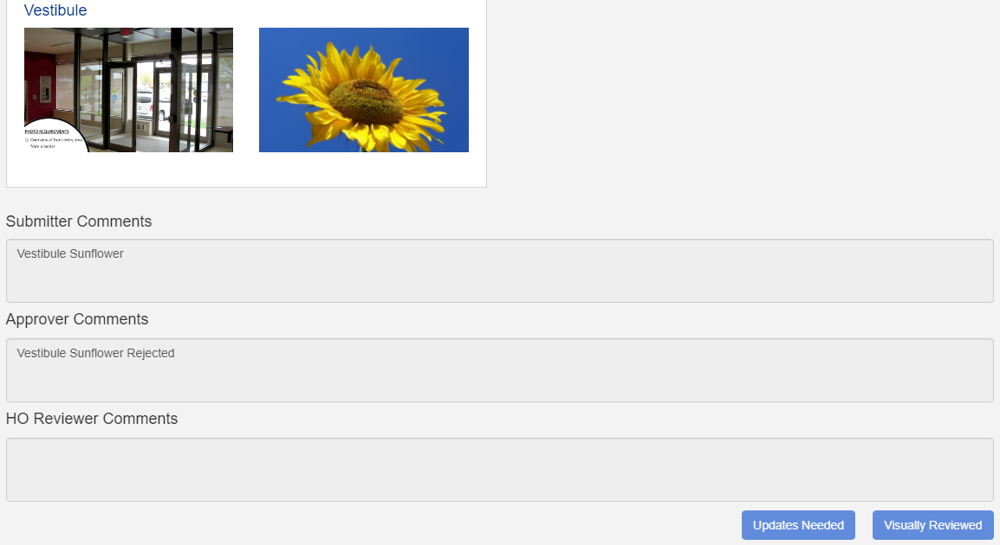 Vestibule
PHOTO REQUIREMENTS
Overview of front entry area
from a ladder
Submitter Comments
Vestibule Sunflower
Approver Comments
Vestibule Sunflower Rejected
HO Reviewer Comments
Updates Needed
Visually Reviewed